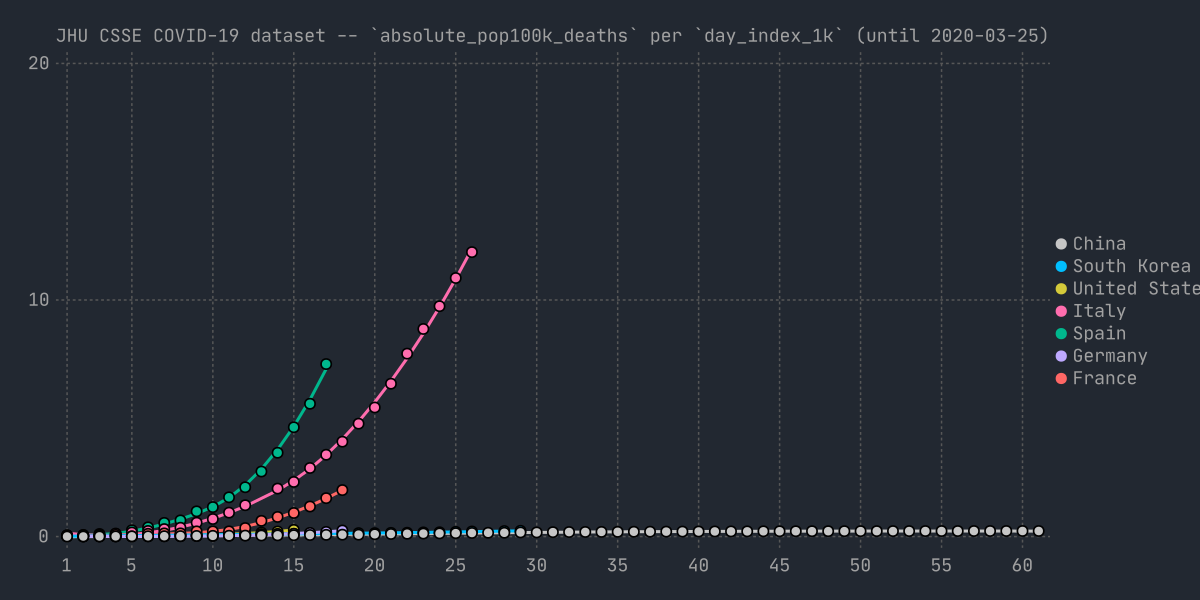 JHU CSSE COVID-19 dataset -- `absolute_pop100k_deaths` per `day_index_1k` (until 2020-03-25)
20
10
0
1 5 10 15 20 25 30 35 40 45 50 55 60
China
South Korea
United State
Italy
Spain
Germany
France